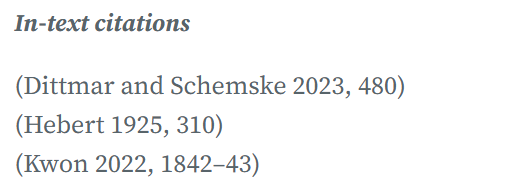 In-text citations
(Dittmar and Schemske 2023, 480)
(Hebert 1925, 310)
(Kwon 2022, 1842–43)